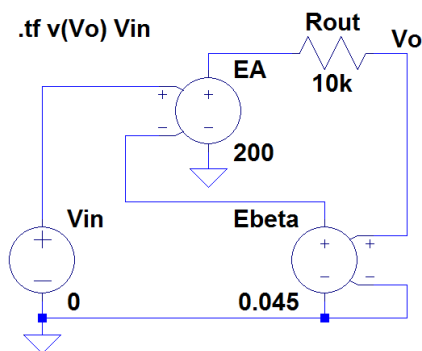 .tf v(Vo) Vin
Rout
Vo
EA
10k
+
+
−
−
200
Vin
Ebeta
+
+
+
−
−
−
0
0.045